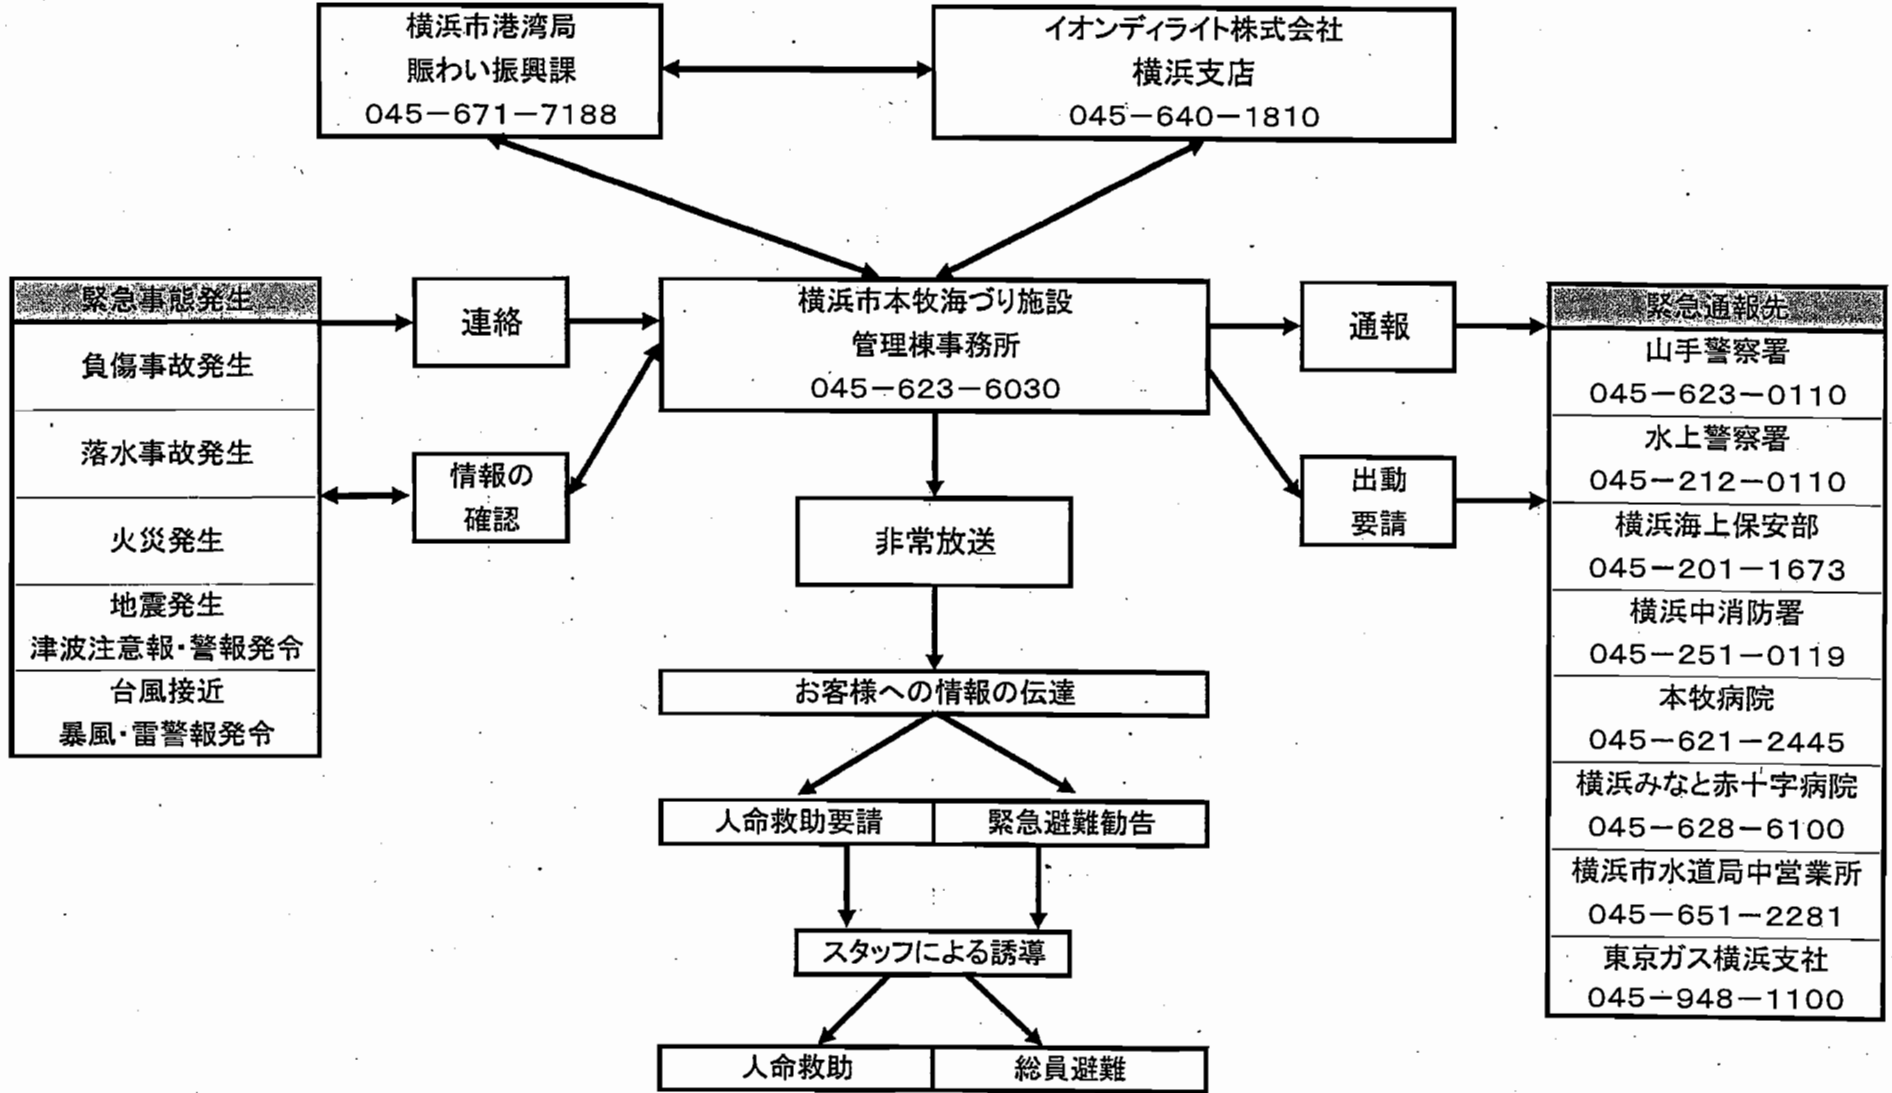 横浜市港湾局
賑わい振興課
045－671－7188
イオンディライト株式会社
横浜支店
045－640－1810
緊急事態発生
負傷事故発生
落水事故発生
火災発生
地震発生
津波注意報・警報発令
台風接近
暴風・雷警報発令
連絡
情報の
確認
横浜市本牧海づり施設
管理棟事務所
045－623－6030
非常放送
お客様への情報の伝達
人命救助要請
緊急避難勧告
スタッフによる誘導
人命救助
総員避難
通報
出動
要請
緊急通報先
山手警察署
045－623－0110
水上警察署
045－212－0110
横浜海上保安部
045－201－1673
横浜中消防署
045－251－0119
本牧病院
045－621－2445
横浜みなと赤十字病院
045－628－6100
横浜市水道局中営業所
045－651－2281
東京ガス横浜支社
045－948－1100